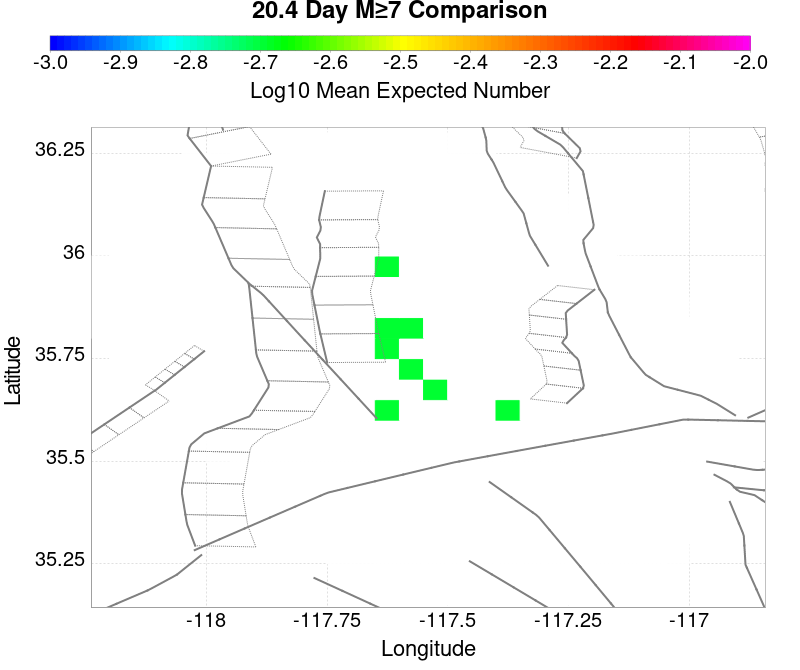 20.4 Day M≥7 Comparison
-3.0 -2.9 -2.8 -2.7 -2.6 -2.5 -2.4 -2.3 -2.2 -2.1 -2.0
Log10 Mean Expected Number
36.25
36
35.75
35.5
35.25
Latitude
-118 -117.75 -117.5 -117.25 -117
Longitude